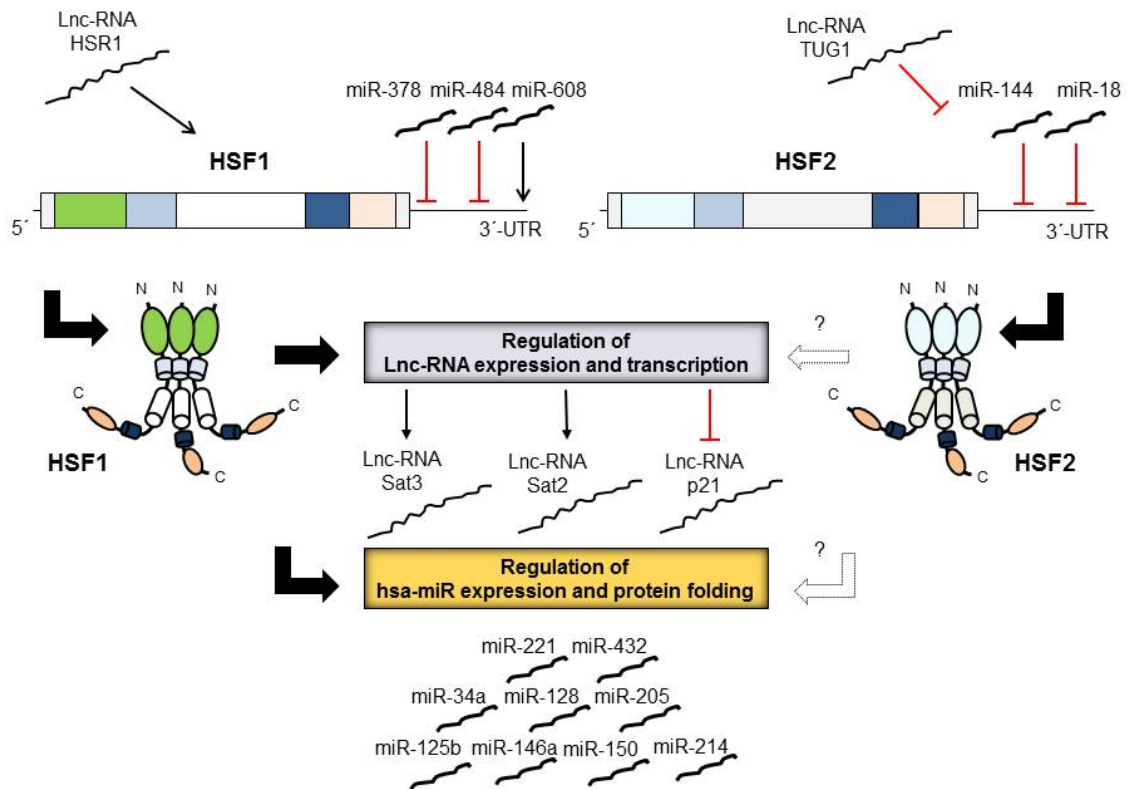 Lnc-RNA
HSR1
miR-378 miR-484 miR-608
HSF1
5´
3´-UTR
Lnc-RNA
TUG1
miR-144 miR-18
HSF2
5´
3´-UTR
N N N
C
C
C
HSF1
Regulation of
Lnc-RNA expression and transcription
?
N N N
C
C
C
HSF2
Lnc-RNA
Sat3
Lnc-RNA
Sat2
Lnc-RNA
p21
Regulation of
hsa-miR expression and protein folding
?
miR-221 miR-432
miR-34a miR-128 miR-205
miR-125b miR-146a miR-150 miR-214